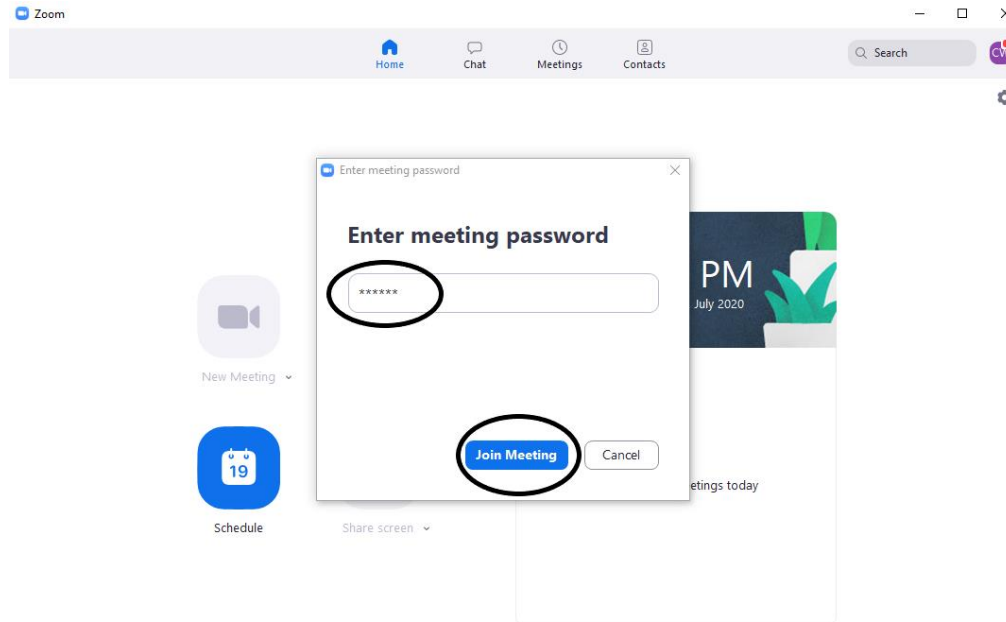 Zoom
Home
Chat
Meetings
Contacts
Search
Enter meeting password
Enter meeting password
******
Join Meeting
Cancel
PM
July 2020
New Meeting
19
Schedule
Share screen
etings today